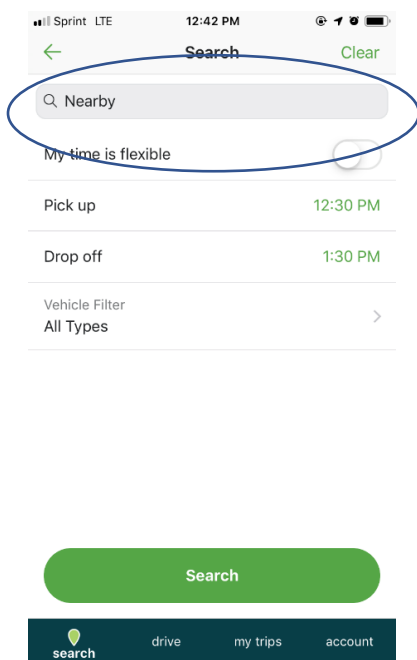 Sprint LTE 12:42 PM
Search Clear
Nearby
My time is flexible
Pick up 12:30 PM
Drop off 1:30 PM
Vehicle Filter
All Types
Search
search drive my trips account